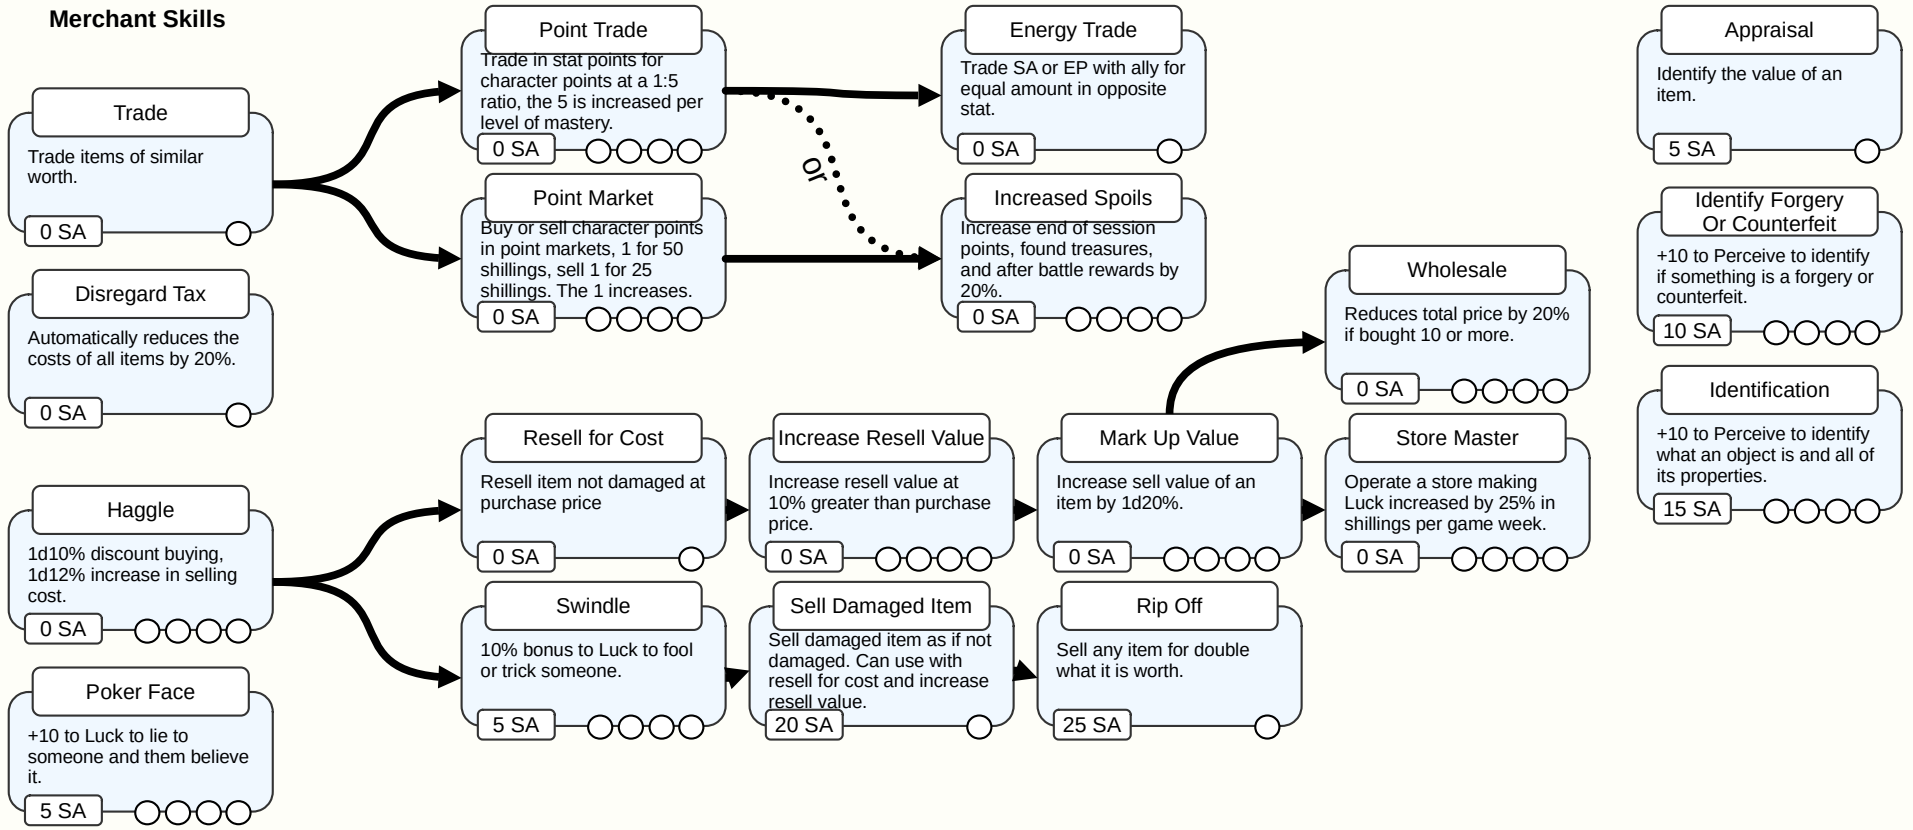 Merchant Skills
Trade
Trade items of similar
worth.
0 SA
Disregard Tax
Automatically reduces the
costs of all items by 20%.
0 SA
Haggle
1d10% discount buying,
1d12% increase in selling
cost.
0 SA
Poker Face
+10 to Luck to lie to
someone and them believe
it.
5 SA
Point Trade
Trade in stat points for
character points at a 1:5
ratio, the 5 is increased per
level of mastery.
0 SA
Point Market
Buy or sell character points
in point markets, 1 for 50
shillings, sell 1 for 25
shillings. The 1 increases.
0 SA
or
Energy Trade
Trade SA or EP with ally for
equal amount in opposite
stat.
0 SA
Increased Spoils
Increase end of session
points, found treasures,
and after battle rewards by
20%.
0 SA
Resell for Cost
Resell item not damaged at
purchase price
0 SA
Increase Resell Value
Increase resell value at
10% greater than purchase
price.
0 SA
Mark Up Value
Increase sell value of an
item by 1d20%.
0 SA
Wholesale
Reduces total price by 20%
if bought 10 or more.
0 SA
Store Master
Operate a store making
Luck increased by 25% in
shillings per game week.
0 SA
Swindle
10% bonus to Luck to fool
or trick someone.
5 SA
Sell Damaged Item
Sell damaged item as if not
damaged. Can use with
resell for cost and increase
resell value.
20 SA
Rip Off
Sell any item for double
what it is worth.
25 SA
Appraisal
Identify the value of an
item.
5 SA
Identify Forgery
Or Counterfeit
+10 to Perceive to identify
if something is a forgery or
counterfeit.
10 SA
Identification
+10 to Perceive to identify
what an object is and all of
its properties.
15 SA